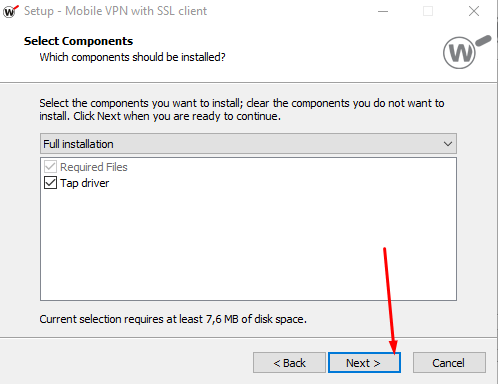 Setup - Mobile VPN with SSL client
Select Components
Which components should be installed?
W
Select the components you want to install; clear the components you do not want to
install. Click Next when you are ready to continue.
Full installation
Required Files
Tap driver
Current selection requires at least 7,6 MB of disk space.
< Back
Next >
Cancel